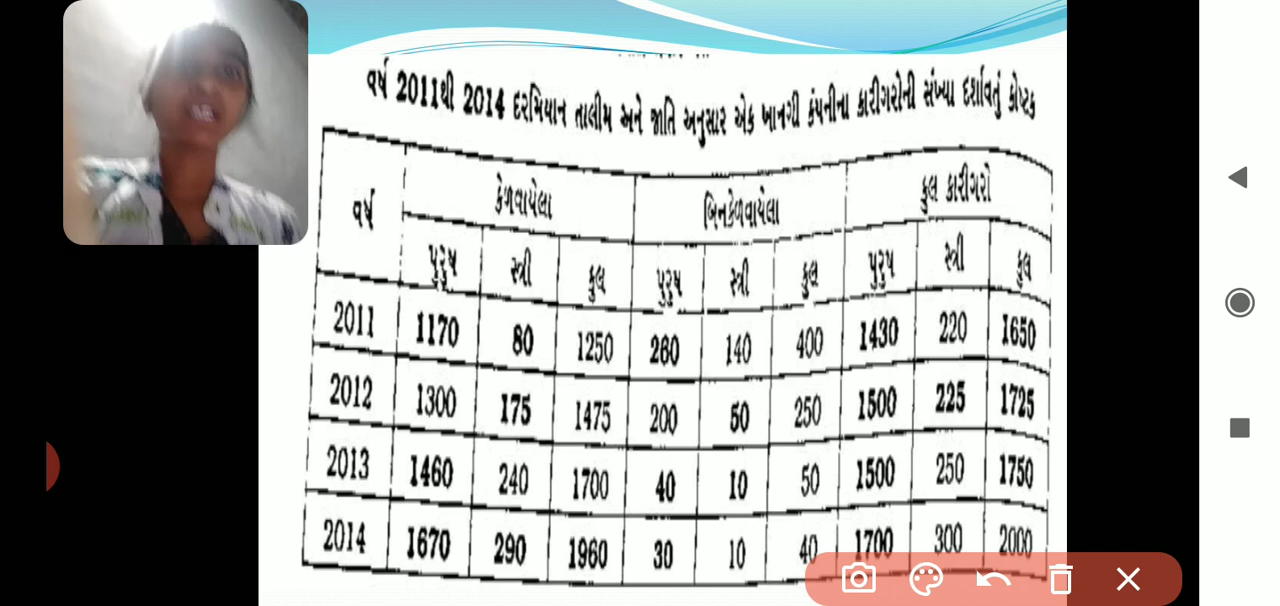 વર્ષ 2011થી 2014 દરમિયાન તાલીમ અને જાતિ અનુસાર એક ખાનગી કંપનીના કારીગરોની સંખ્યા દર્શાવતું કોષ્ટક
વર્ષ કેળવાયેલા બિનકેળવાયેલા કુલ કારીગરો
પુરુષ સ્ત્રી કુલ પુરુષ સ્ત્રી કુલ પુરુષ સ્ત્રી કુલ
2011 1170 80 1250 260 140 400 1430 220 1650
2012 1300 175 1475 200 50 250 1500 225 1725
2013 1460 240 1700 40 10 50 1500 250 1750
2014 1670 290 1960 30 10 40 1700 300 2000